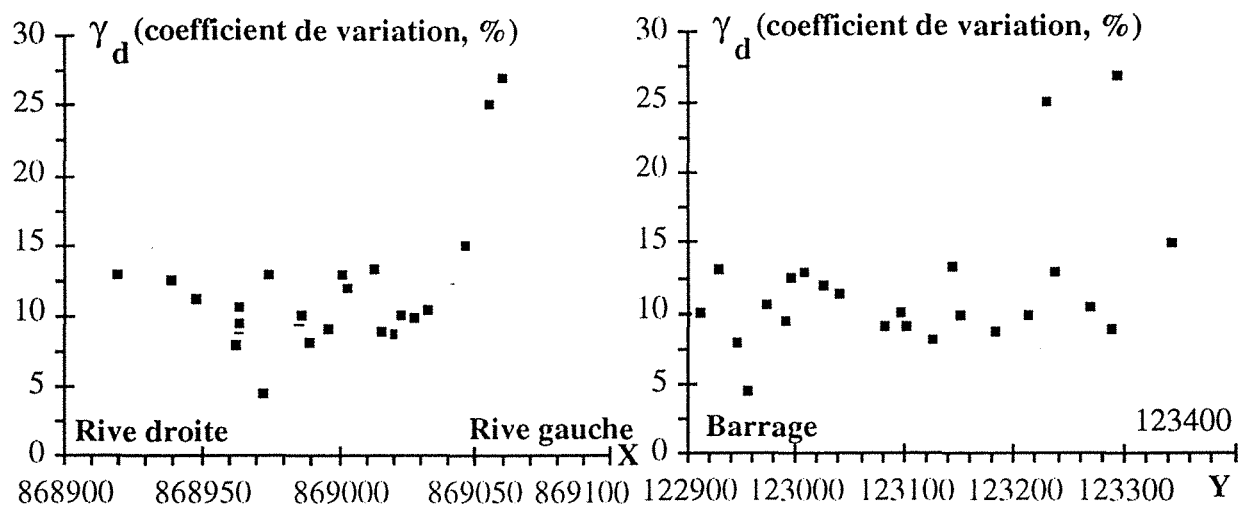 γd (coefficient de variation, %)
30
25
20
15
10
5
0
Rive droite
Rive gauche
X
868900 868950 869000 869050 869100
γd (coefficient de variation, %)
30
25
20
15
10
5
0
Barrage
123400
122900 123000 123100 123200 123300 Y